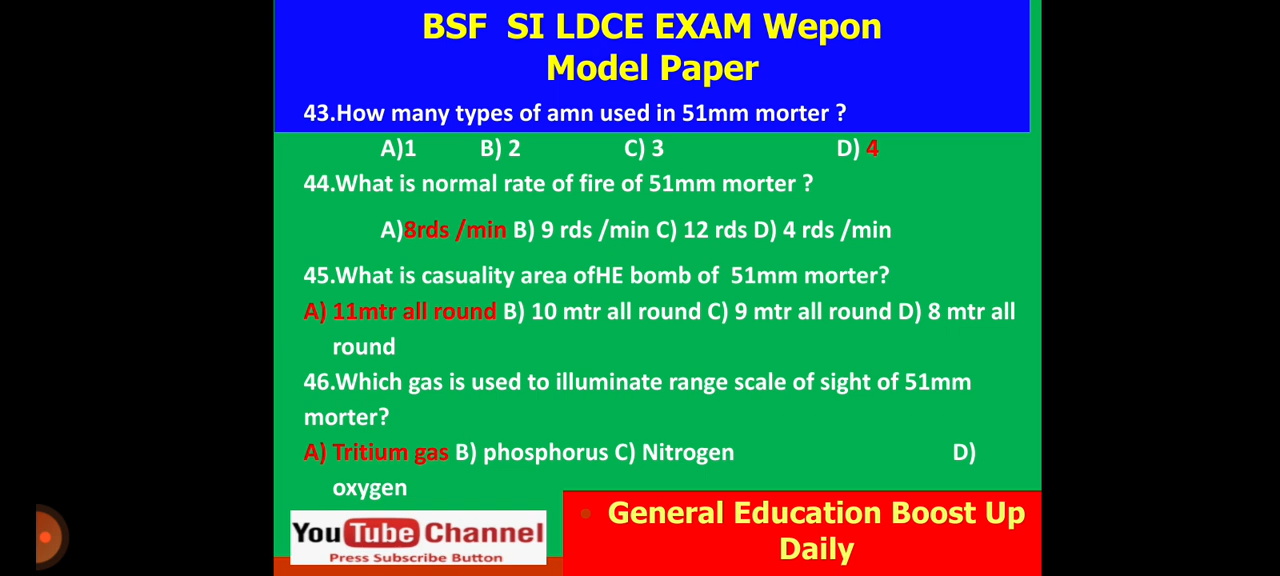 BSF SI LDCE EXAM Wepon
Model Paper
43.How many types of amn used in 51mm morter ?
A)1 B) 2 C) 3 D) 4
44.What is normal rate of fire of 51mm morter ?
A)8rds /min B) 9 rds /min C) 12 rds D) 4 rds /min
45.What is casuality area ofHE bomb of 51mm morter?
A) 11mtr all round B) 10 mtr all round C) 9 mtr all round D) 8 mtr all
round
46.Which gas is used to illuminate range scale of sight of 51mm
morter?
A) Tritium gas B) phosphorus C) Nitrogen D)
oxygen
YouTube Channel
Press Subscribe Button
• General Education Boost Up
Daily